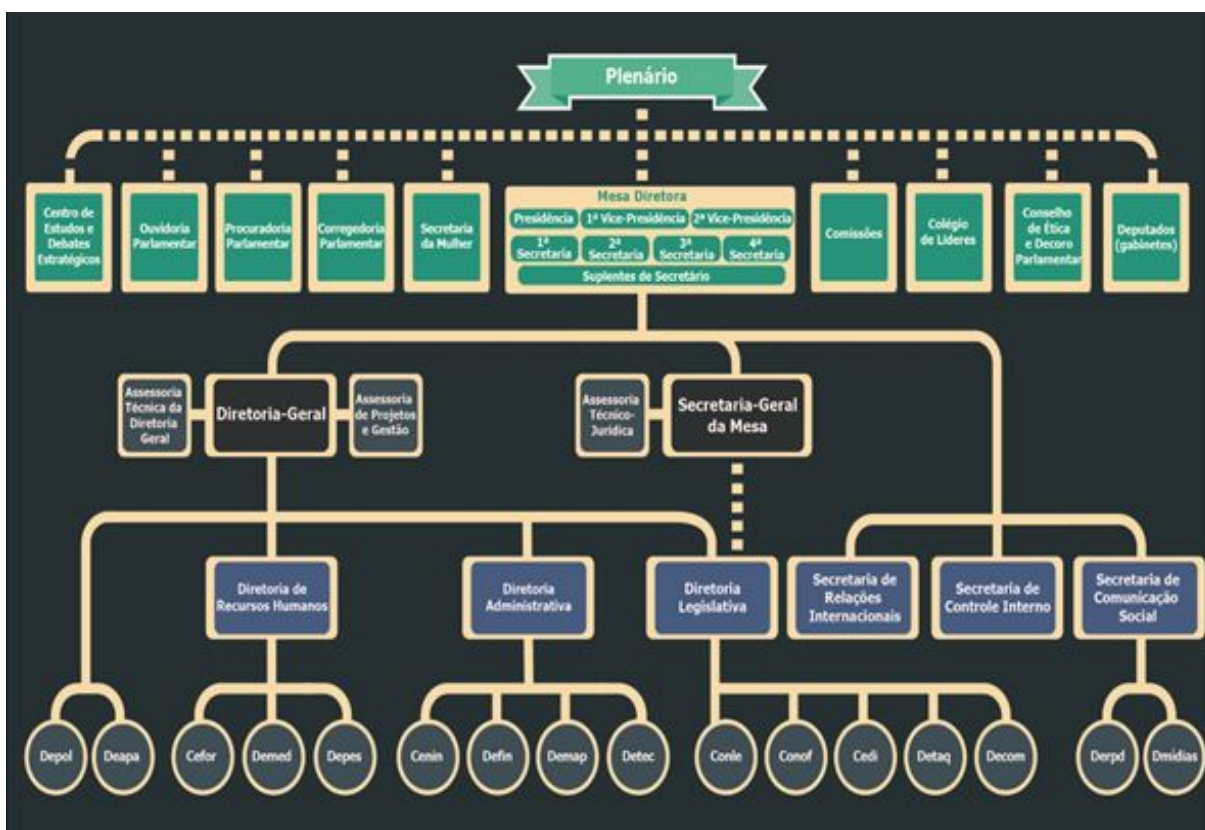 Plenário
Centro de
Estudos e
Debates
Estratégicos
Ouvidoria
Parlamentar
Procuradoria
Parlamentar
Corregedoria
Parlamentar
Secretaria
da Mulher
Mesa Diretora
Presidência
1ª Vice-Presidência
2ª Vice-Presidência
1ª
Secretaria
2ª
Secretaria
3ª
Secretaria
4ª
Secretaria
Suplentes de Secretário
Comissões
Colégio
de Líderes
Conselho
de Ética
e Decoro
Parlamentar
Deputados
(gabinetes)
Assessoria
Técnica da
Diretoria
Geral
Diretoria-Geral
Assessoria
de Projetos
e Gestão
Assessoria
Técnico-
Jurídica
Secretaria-Geral
da Mesa
Diretoria de
Recursos Humanos
Diretoria
Administrativa
Diretoria
Legislativa
Secretaria de
Relações
Internacionais
Secretaria de
Controle Interno
Secretaria de
Comunicação
Social
Depol
Deapa
Cefor
Demed
Depes
Cenin
Defin
Demap
Detec
Conle
Conof
Cedi
Detaq
Decom
Derpd
Dmídias